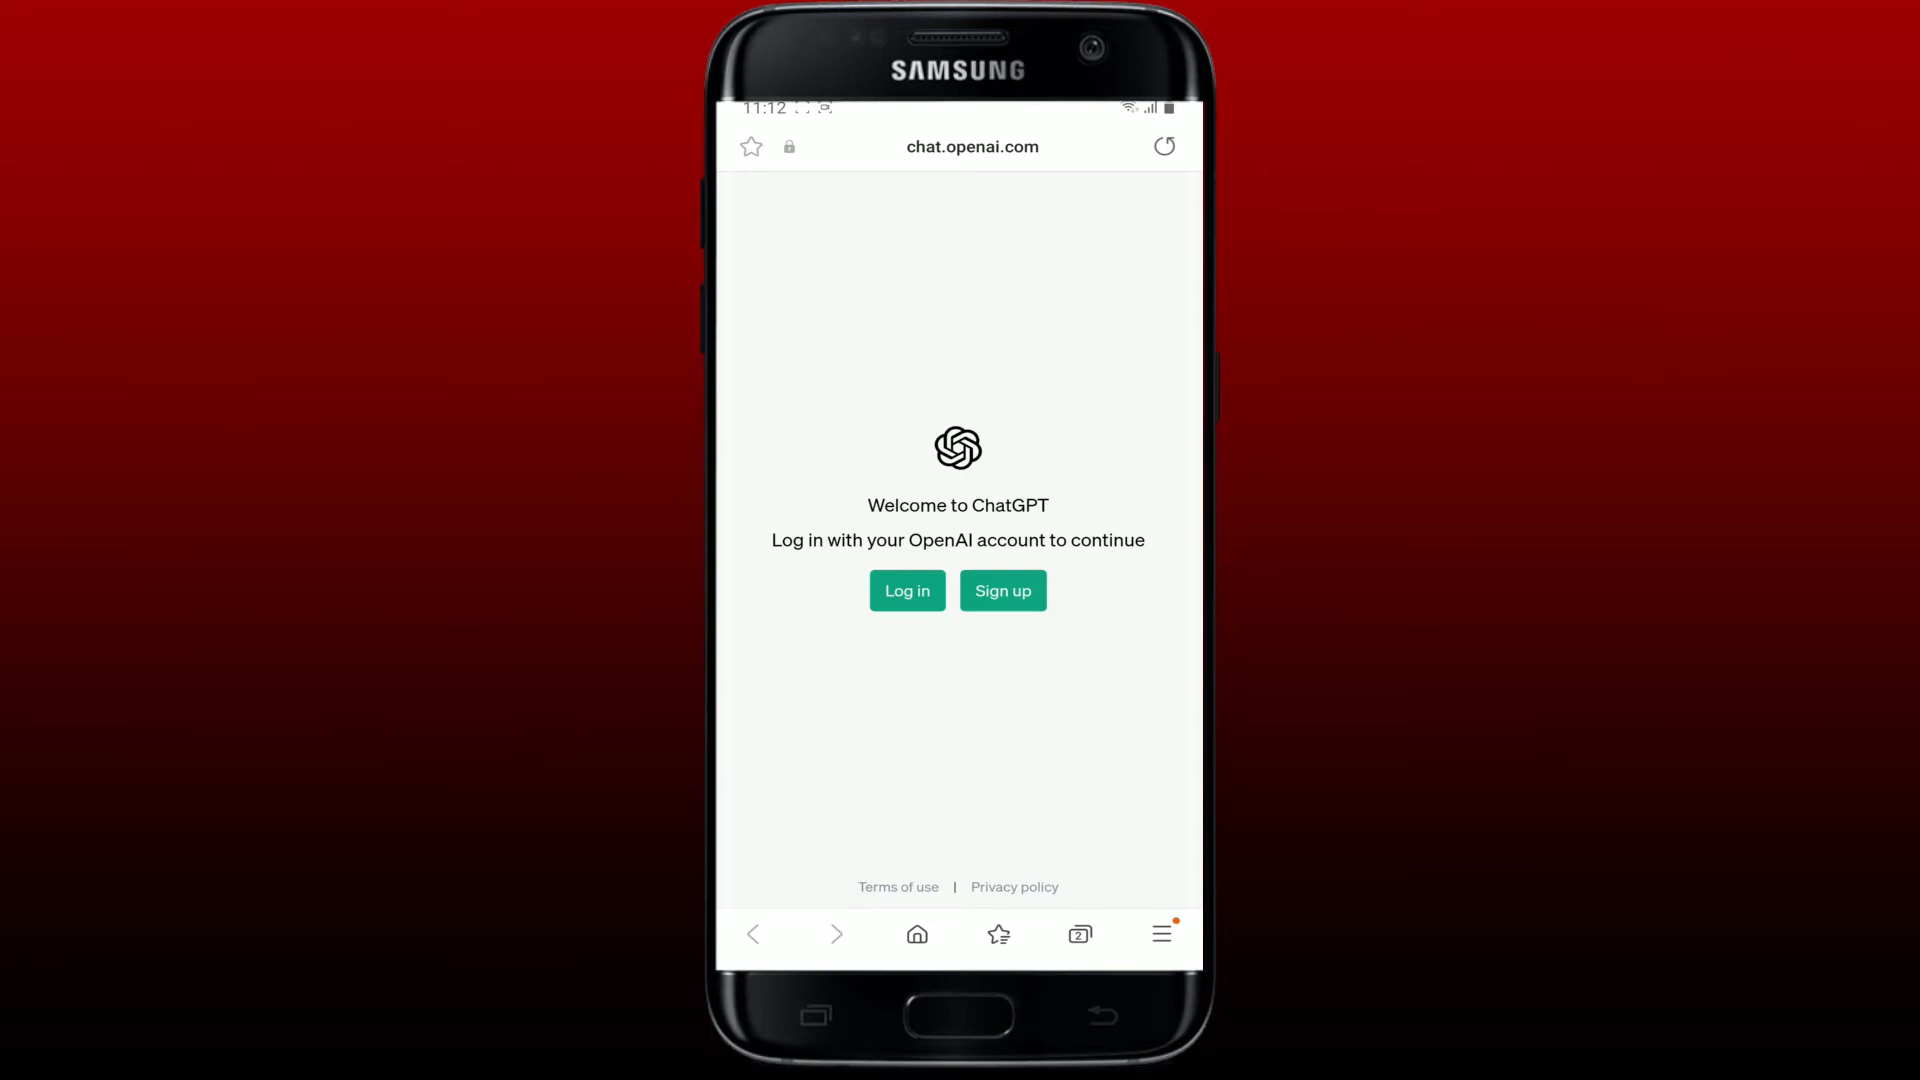 SAMSUNG
11:12
chat.openai.com
Welcome to ChatGPT
Log in with your OpenAI account to continue
Log in Sign up
Terms of use | Privacy policy
2